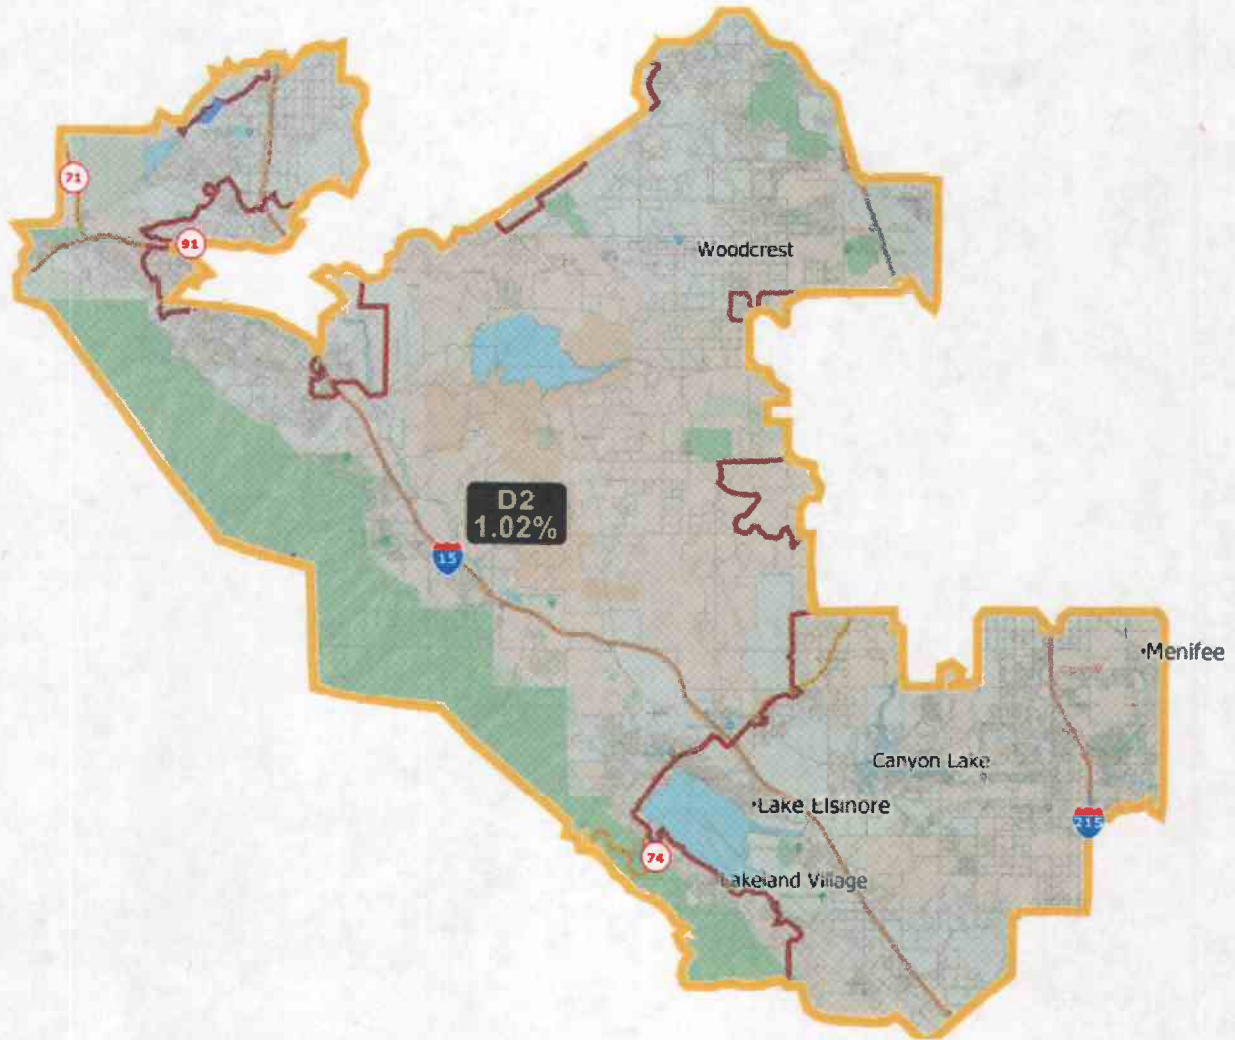 71
91
Woodcrest
D2
1.02%
15
•Menifee
Canyon Lake
•Lake Elsinore
215
74
Lakeland Village